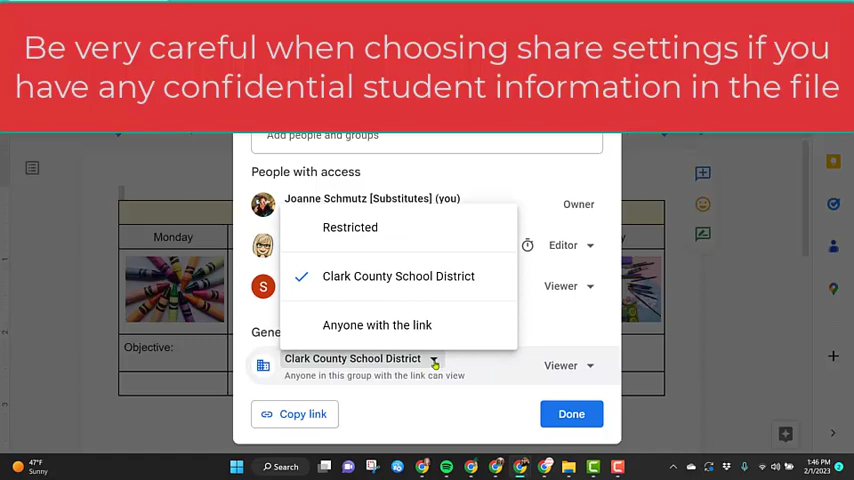 Be very careful when choosing share settings if you
have any confidential student information in the file
Add people and groups
People with access
Joanne Schmutz [Substitutes] (you)
Owner
Restricted
Monday
Editor
Clark County School District
S
Viewer
Anyone with the link
Gene
Objective:
Clark County School District
Anyone in this group with the link can view
Viewer
Copy link
Done
47°F
Sunny
Search
1:46 PM
2/1/2023